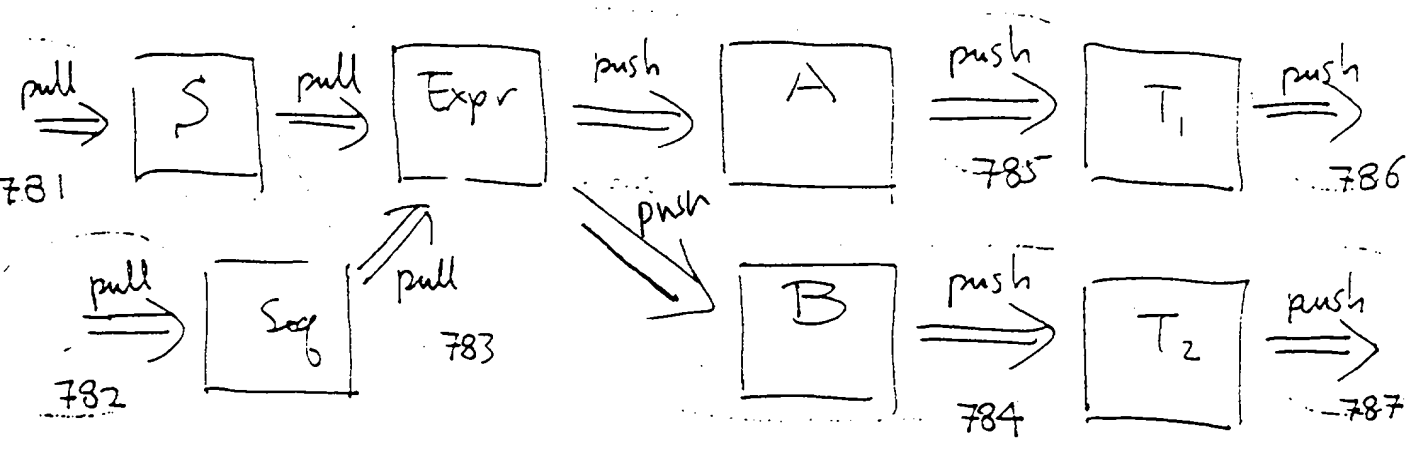 pull S pull Expr push A push T₁ push
781 785 786
push
pull Seq pull B push T₂ push
783
782 784 787